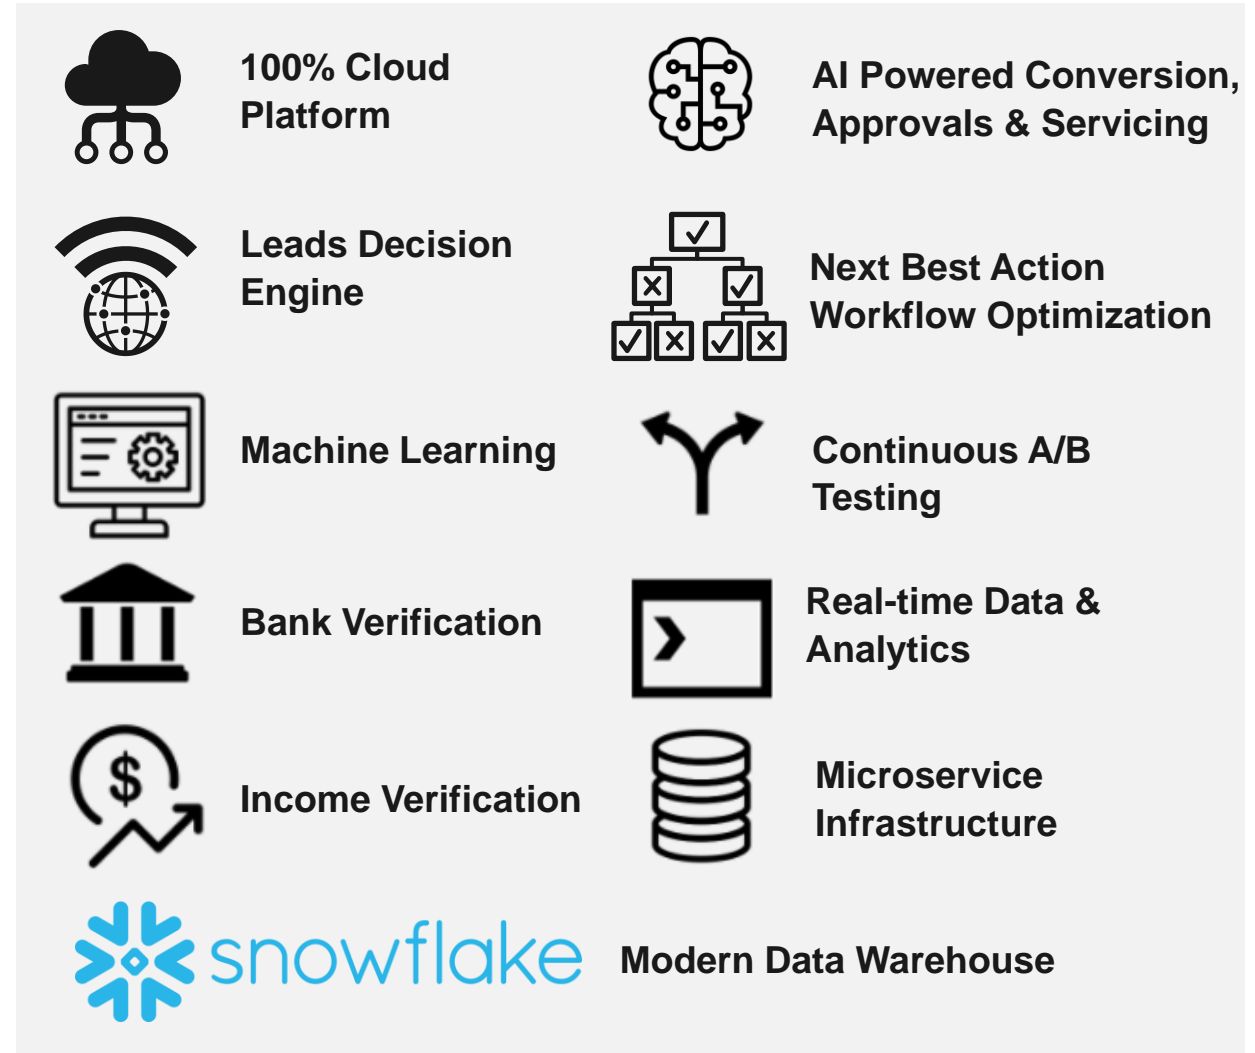 100% Cloud
Platform
AI Powered Conversion,
Approvals & Servicing
Leads Decision
Engine
Next Best Action
Workflow Optimization
Machine Learning
Continuous A/B
Testing
Bank Verification
Real-time Data &
Analytics
$
Income Verification
Microservice
Infrastructure
snowflake
Modern Data Warehouse